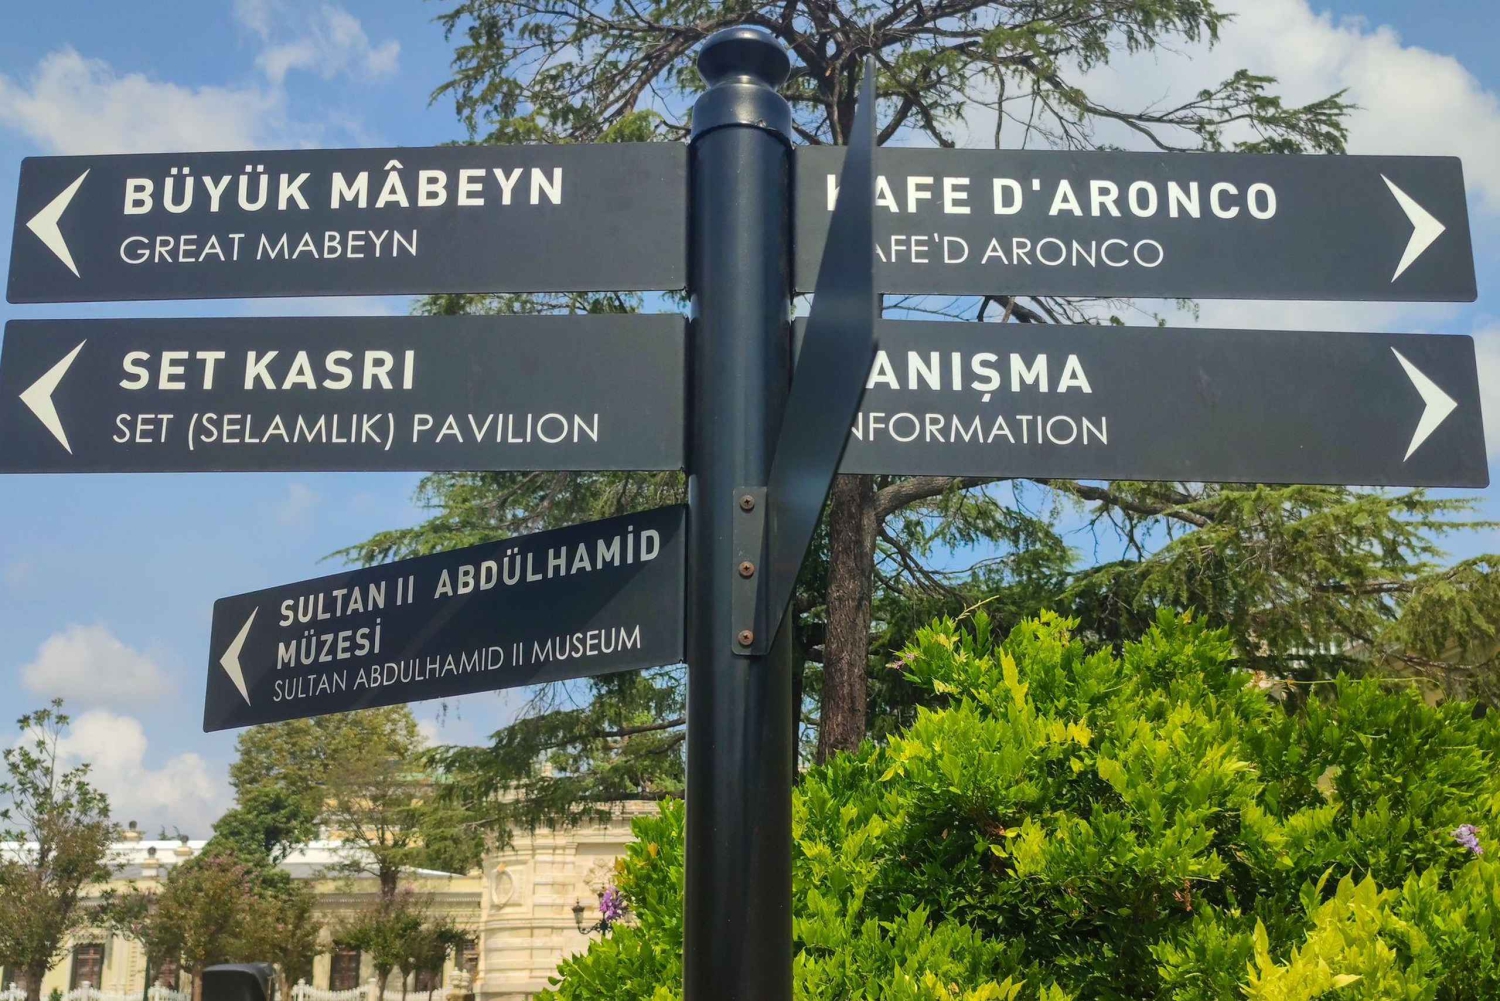 BÜYÜK MÂBEYN
GREAT MABEYN
SET KASRI
SET (SELAMLIK) PAVILION
SULTAN II ABDÜLHAMİD
MÜZESİ
SULTAN ABDULHAMID II MUSEUM
KAFE D'ARONCO
AFE'D ARONCO
ANIŞMA
NFORMATION